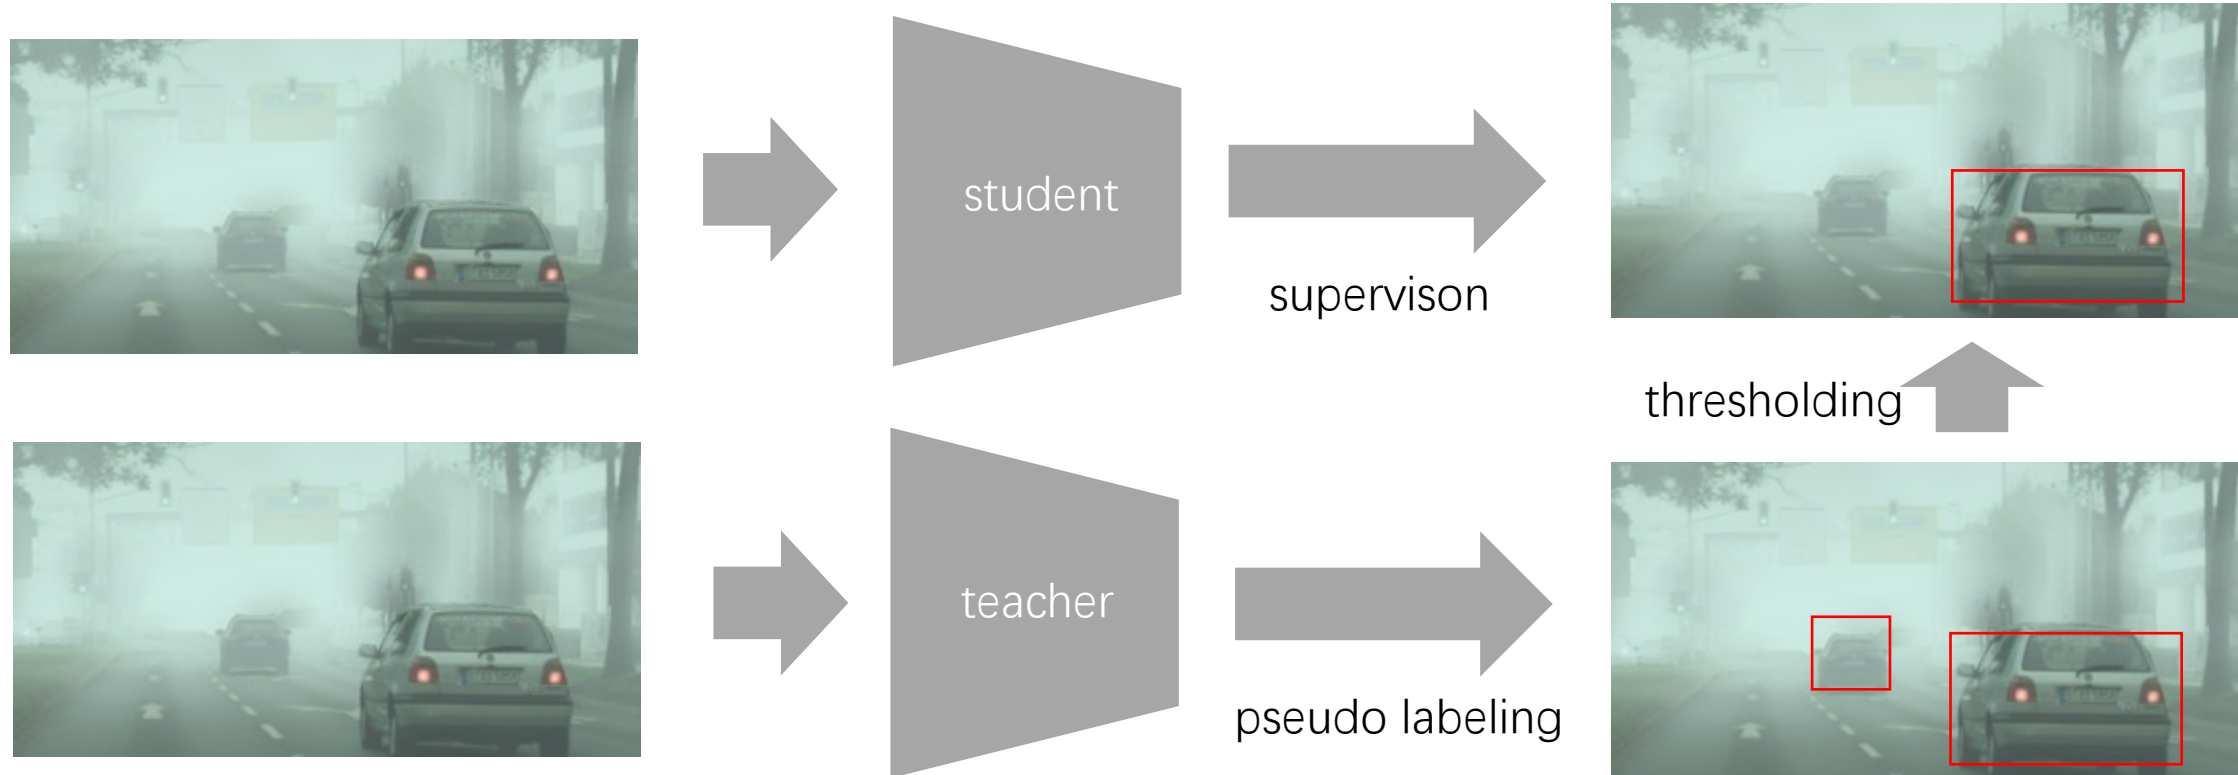 student
supervison
thresholding
teacher
pseudo labeling